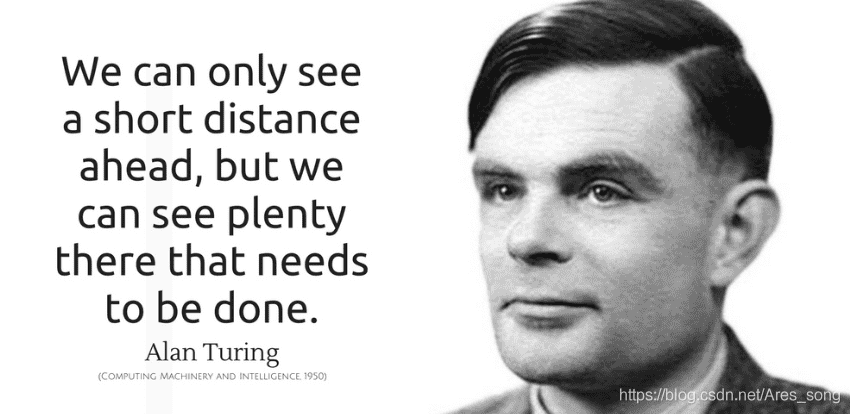 We can only see
a short distance
ahead, but we
can see plenty
there that needs
to be done.
Alan Turing
(Computing Machinery and Intelligence, 1950)
https://blog.csdn.net/Ares_song